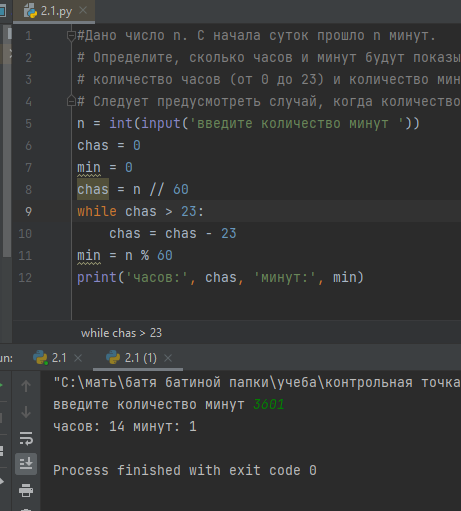 2.1.py
1 #Дано число n. С начала суток прошло n минут.
2 # Определите, сколько часов и минут будут
3 # количество часов (от 0 до 23) и количество
4 # Следует предусмотреть случай, когда количество
5 n = int(input('введите количество минут '))
6 chas = 0
7 min = 0
8 chas = n // 60
9 while chas > 23:
10 chas = chas - 23
11 min = n % 60
12 print('часов:', chas, 'минут:', min)
while chas > 23
2.1 2.1 (1)
"C:\мать\батя батиной папки\учеба\контрольная точка
введите количество минут 3601
часов: 14 минут: 1
Process finished with exit code 0